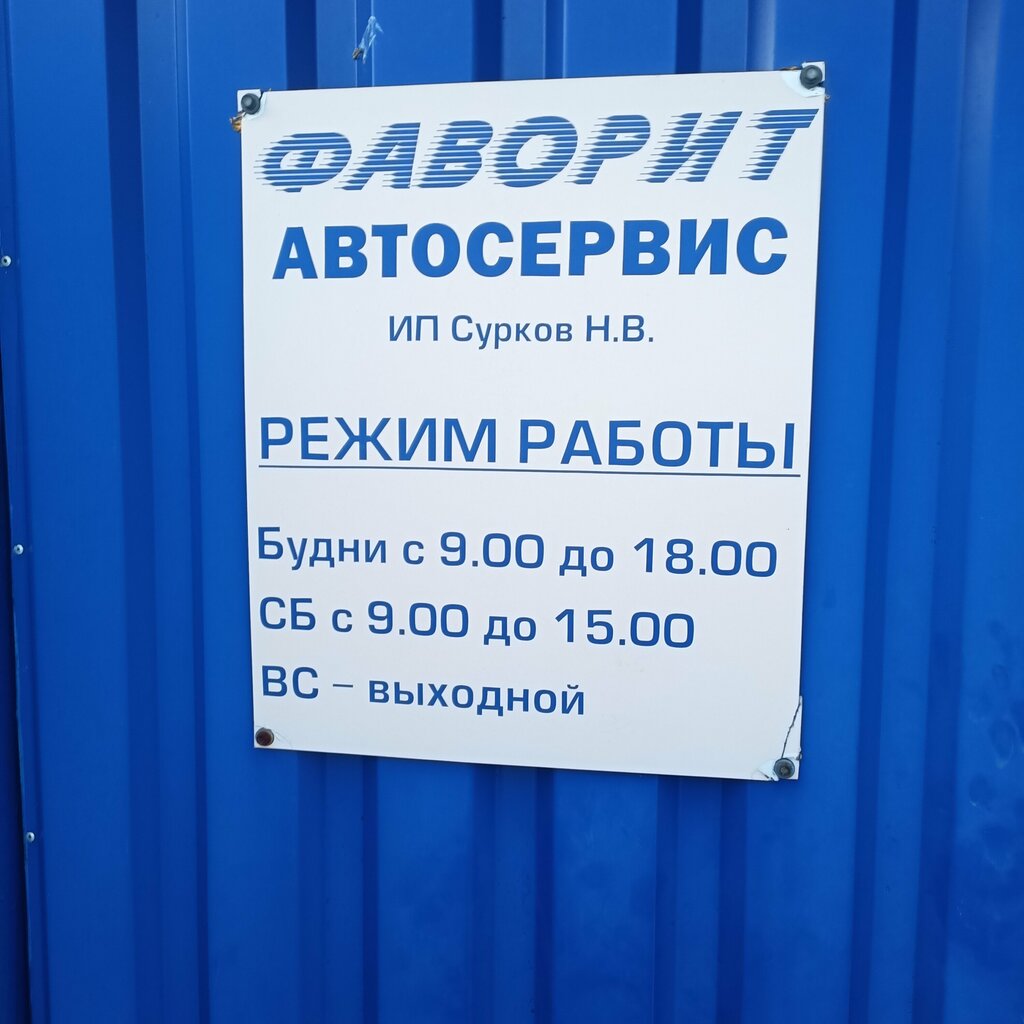 ФАВОРИТ
АВТОСЕРВИС
ИП Сурков Н.В.
РЕЖИМ РАБОТЫ
Будни с 9.00 до 18.00
СБ с 9.00 до 15.00
ВС – выходной